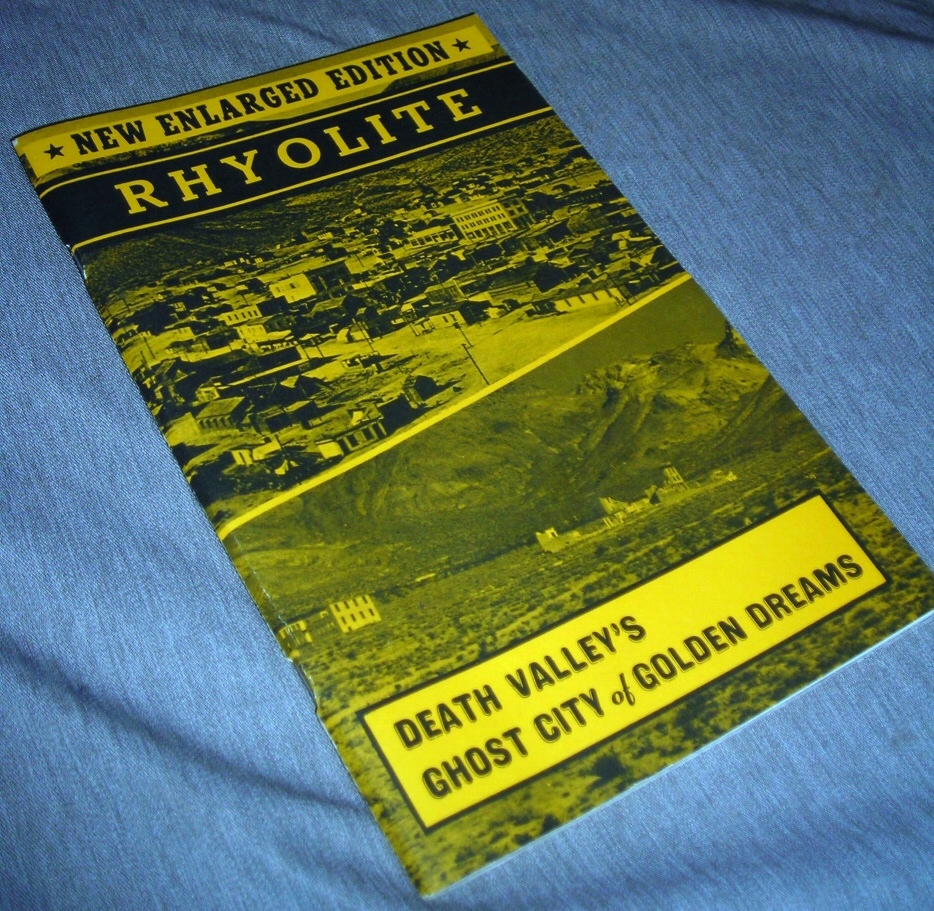 ★ NEW ENLARGED EDITION ★
RHYOLITE
DEATH VALLEY'S
GHOST CITY of GOLDEN DREAMS